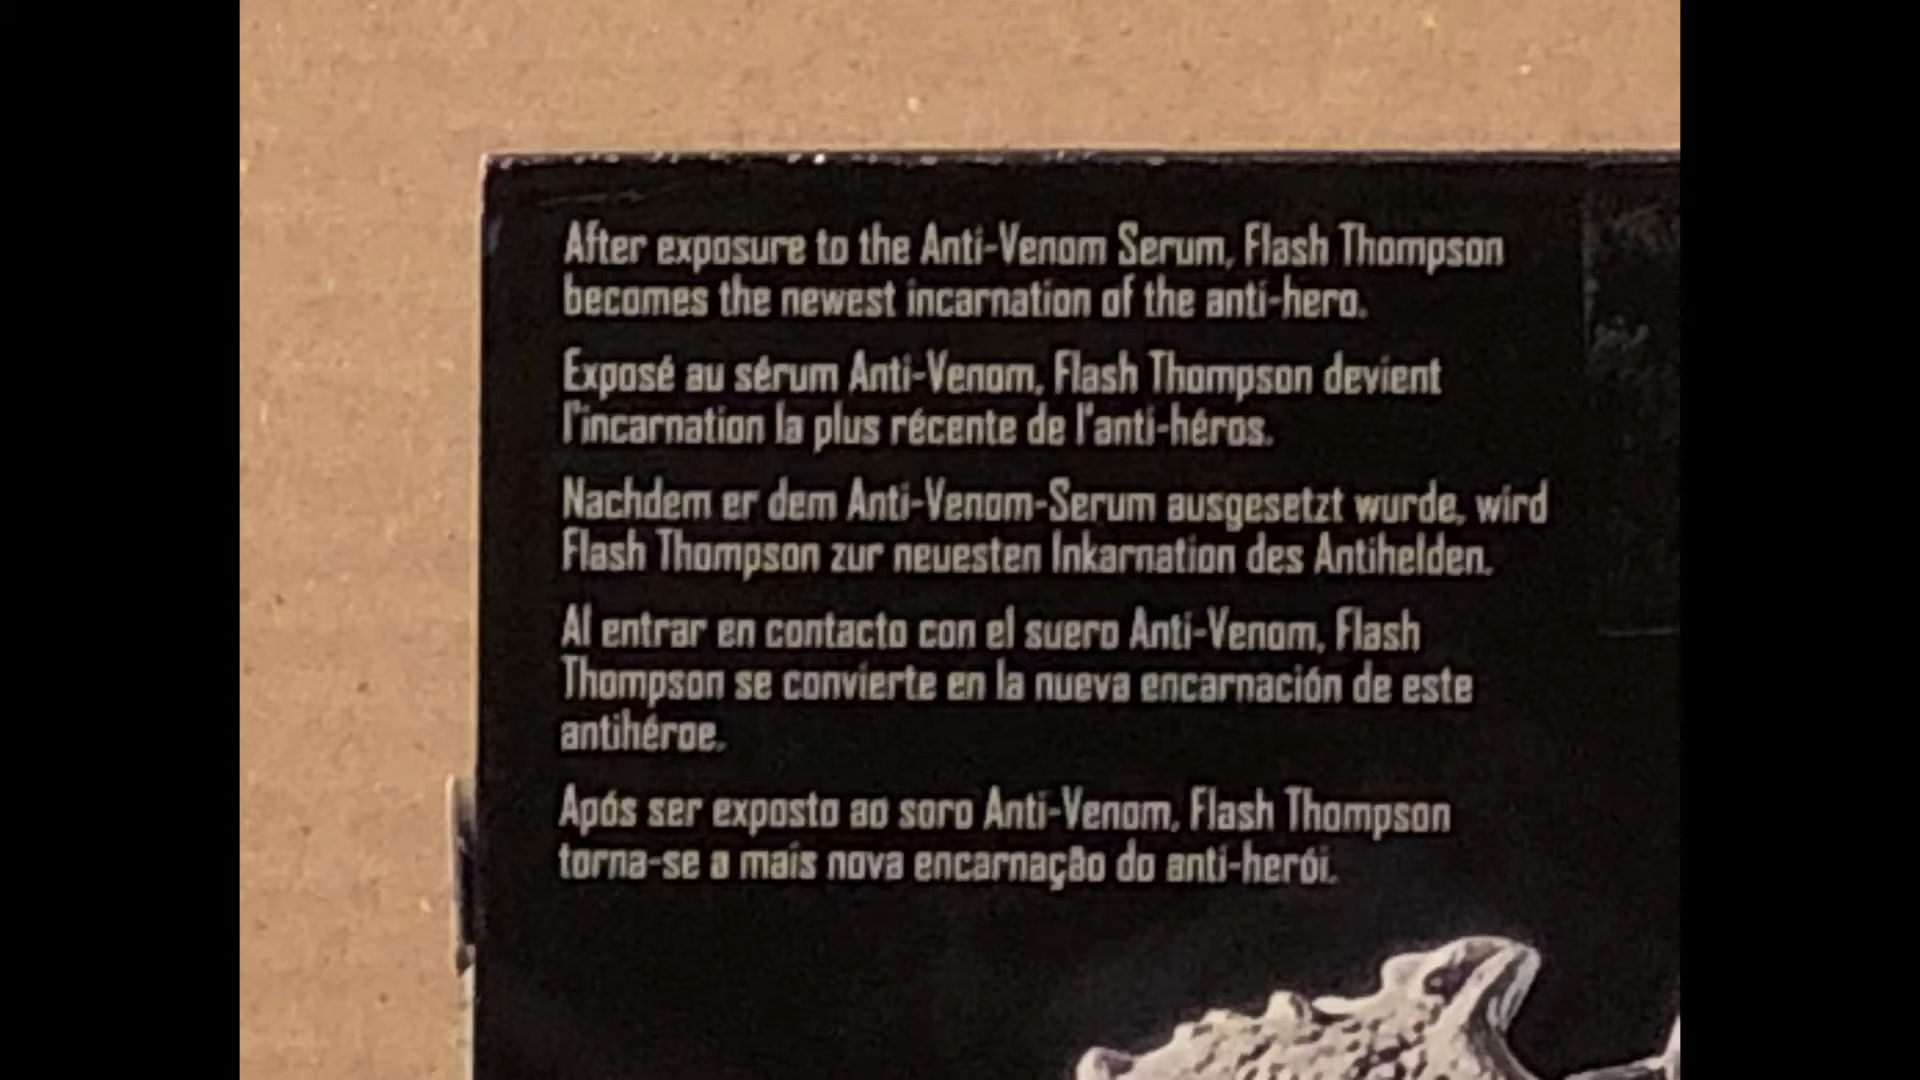 After exposure to the Anti-Venom Serum, Flash Thompson
becomes the newest incarnation of the anti-hero.
Exposé au sérum Anti-Venom, Flash Thompson devient
l'incarnation la plus récente de l'anti-héros.
Nachdem er dem Anti-Venom-Serum ausgesetzt wurde, wird
Flash Thompson zur neuesten Inkarnation des Antihelden.
Al entrar en contacto con el suero Anti-Venom, Flash
Thompson se convierte en la nueva encarnación de este
antihéroe.
Após ser exposto ao soro Anti-Venom, Flash Thompson
torna-se a mais nova encarnação do anti-herói.